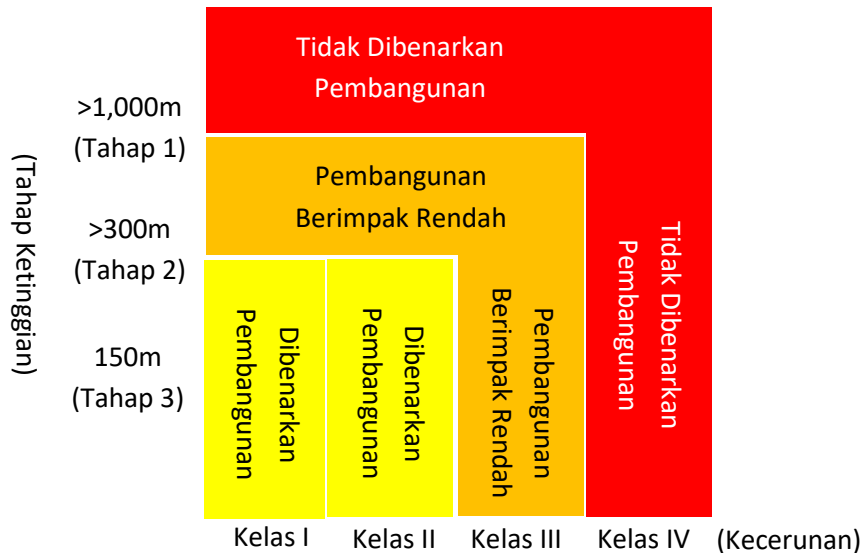 Tidak Dibenarkan
Pembangunan
>1,000m
(Tahap 1)
Pembangunan
Berimpak Rendah
>300m
(Tahap 2)
150m
(Tahap 3)
(Tahap Ketinggian)
Dibenarkan
Pembangunan
Dibenarkan
Pembangunan
Pembangunan
Berimpak Rendah
Tidak Dibenarkan
Pembangunan
Kelas I
Kelas II
Kelas III
Kelas IV
(Kecerunan)